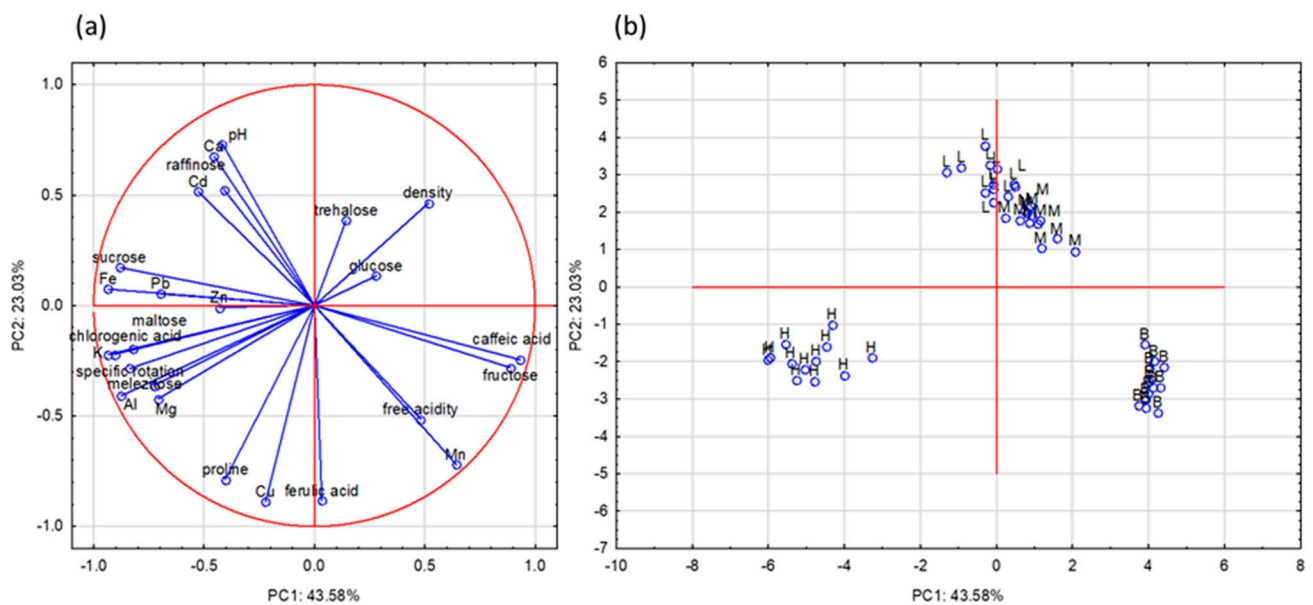 (a)
1.0
0.5
0.0
-0.5
-1.0
PC2: 23.03%
-1.0
-0.5
0.0
0.5
1.0
PC1: 43.58%
pH
Ca
raffinose
Cd
density
trehalose
glucose
sucrose
Fe
Pb
Zn
maltose
chlorogenic acid
K
specific rotation
melezitose
Al
Mg
caffeic acid
fructose
free acidity
Mn
proline
Cu
ferulic acid
(b)
6
5
4
3
2
1
0
-1
-2
-3
-4
-5
-6
-7
PC2: 23.03%
-10
-8
-6
-4
-2
0
2
4
6
8
PC1: 43.58%
L
L L L L
L L L
L
M
M M M
M M
H
H H H
H H H H
H H H
B
B B
B B
B B